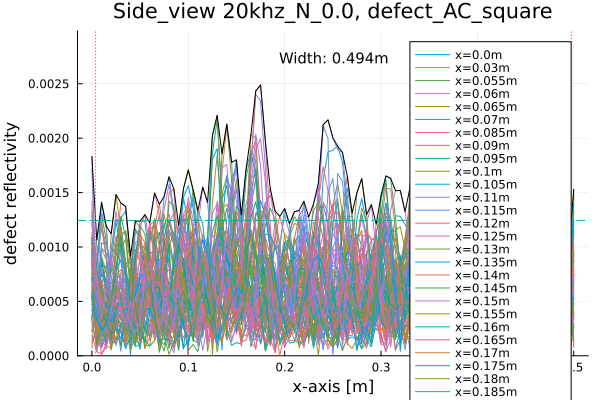 Side_view 20khz_N_0.0, defect_AC_square
Width: 0.494m
defect reflectivity
0.0025
0.0020
0.0015
0.0010
0.0005
0.0000
0.0
0.1
0.2
0.3
.5
x-axis [m]
x=0.0m
x=0.03m
x=0.055m
x=0.06m
x=0.065m
x=0.07m
x=0.085m
x=0.09m
x=0.095m
x=0.1m
x=0.105m
x=0.11m
x=0.115m
x=0.12m
x=0.125m
x=0.13m
x=0.135m
x=0.14m
x=0.145m
x=0.15m
x=0.155m
x=0.16m
x=0.165m
x=0.17m
x=0.175m
x=0.18m
x=0.185m